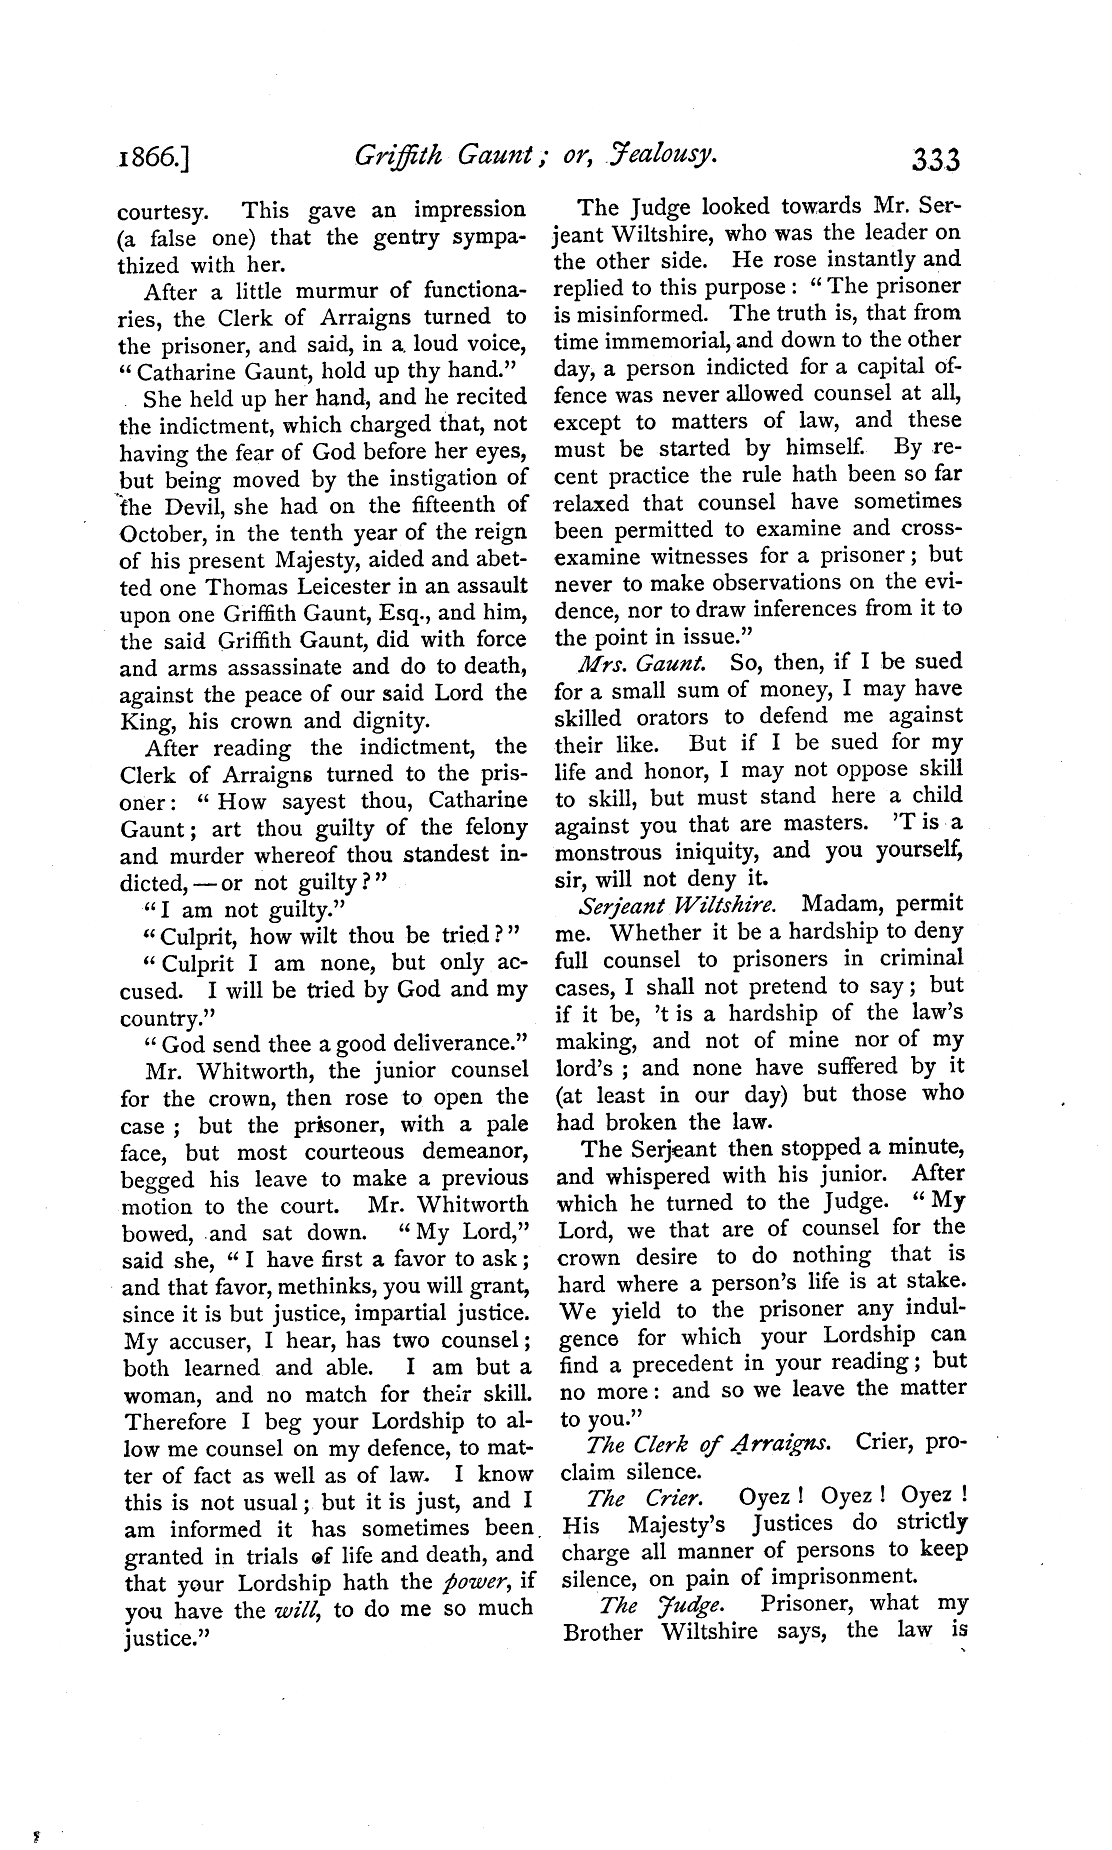 1866.] Griffith Gaunt; or, Jealousy. 333
courtesy. This gave an impression
(a false one) that the gentry sympa-
thized with her.
After a little murmur of functiona-
ries, the Clerk of Arraigns turned to
the prisoner, and said, in a loud voice,
"Catharine Gaunt, hold up thy hand."
She held up her hand, and he recited
the indictment, which charged that, not
having the fear of God before her eyes,
but being moved by the instigation of
the Devil, she had on the fifteenth of
October, in the tenth year of the reign
of his present Majesty, aided and abet-
ted one Thomas Leicester in an assault
upon one Griffith Gaunt, Esq., and him,
the said Griffith Gaunt, did with force
and arms assassinate and do to death,
against the peace of our said Lord the
King, his crown and dignity.
After reading the indictment, the
Clerk of Arraigns turned to the pris-
oner: "How sayest thou, Catharine
Gaunt; art thou guilty of the felony
and murder whereof thou standest in-
dicted,—or not guilty?"
"I am not guilty."
"Culprit, how wilt thou be tried?"
"Culprit I am none, but only ac-
cused. I will be tried by God and my
country."
"God send thee a good deliverance."
Mr. Whitworth, the junior counsel
for the crown, then rose to open the
case; but the prisoner, with a pale
face, but most courteous demeanor,
begged his leave to make a previous
motion to the court. Mr. Whitworth
bowed, and sat down. "My Lord,"
said she, "I have first a favor to ask;
and that favor, methinks, you will grant,
since it is but justice, impartial justice.
My accuser, I hear, has two counsel;
both learned and able. I am but a
woman, and no match for their skill.
Therefore I beg your Lordship to al-
low me counsel on my defence, to mat-
ter of fact as well as of law. I know
this is not usual; but it is just, and I
am informed it has sometimes been
granted in trials of life and death, and
that your Lordship hath the power, if
you have the will, to do me so much
justice."
The Judge looked towards Mr. Ser-
jeant Wiltshire, who was the leader on
the other side. He rose instantly and
replied to this purpose: "The prisoner
is misinformed. The truth is, that from
time immemorial, and down to the other
day, a person indicted for a capital of-
fence was never allowed counsel at all,
except to matters of law, and these
must be started by himself. By re-
cent practice the rule hath been so far
relaxed that counsel have sometimes
been permitted to examine and cross-
examine witnesses for a prisoner; but
never to make observations on the evi-
dence, nor to draw inferences from it to
the point in issue."
Mrs. Gaunt. So, then, if I be sued
for a small sum of money, I may have
skilled orators to defend me against
their like. But if I be sued for my
life and honor, I may not oppose skill
to skill, but must stand here a child
against you that are masters. 'T is a
monstrous iniquity, and you yourself,
sir, will not deny it.
Serjeant Wiltshire. Madam, permit
me. Whether it be a hardship to deny
full counsel to prisoners in criminal
cases, I shall not pretend to say; but
if it be, 't is a hardship of the law's
making, and not of mine nor of my
lord's; and none have suffered by it
(at least in our day) but those who
had broken the law.
The Serjeant then stopped a minute,
and whispered with his junior. After
which he turned to the Judge. "My
Lord, we that are of counsel for the
crown desire to do nothing that is
hard where a person's life is at stake.
We yield to the prisoner any indul-
gence for which your Lordship can
find a precedent in your reading; but
no more: and so we leave the matter
to you."
The Clerk of Arraigns. Crier, pro-
claim silence.
The Crier. Oyez! Oyez! Oyez!
His Majesty's Justices do strictly
charge all manner of persons to keep
silence, on pain of imprisonment.
The Judge. Prisoner, what my
Brother Wiltshire says, the law is